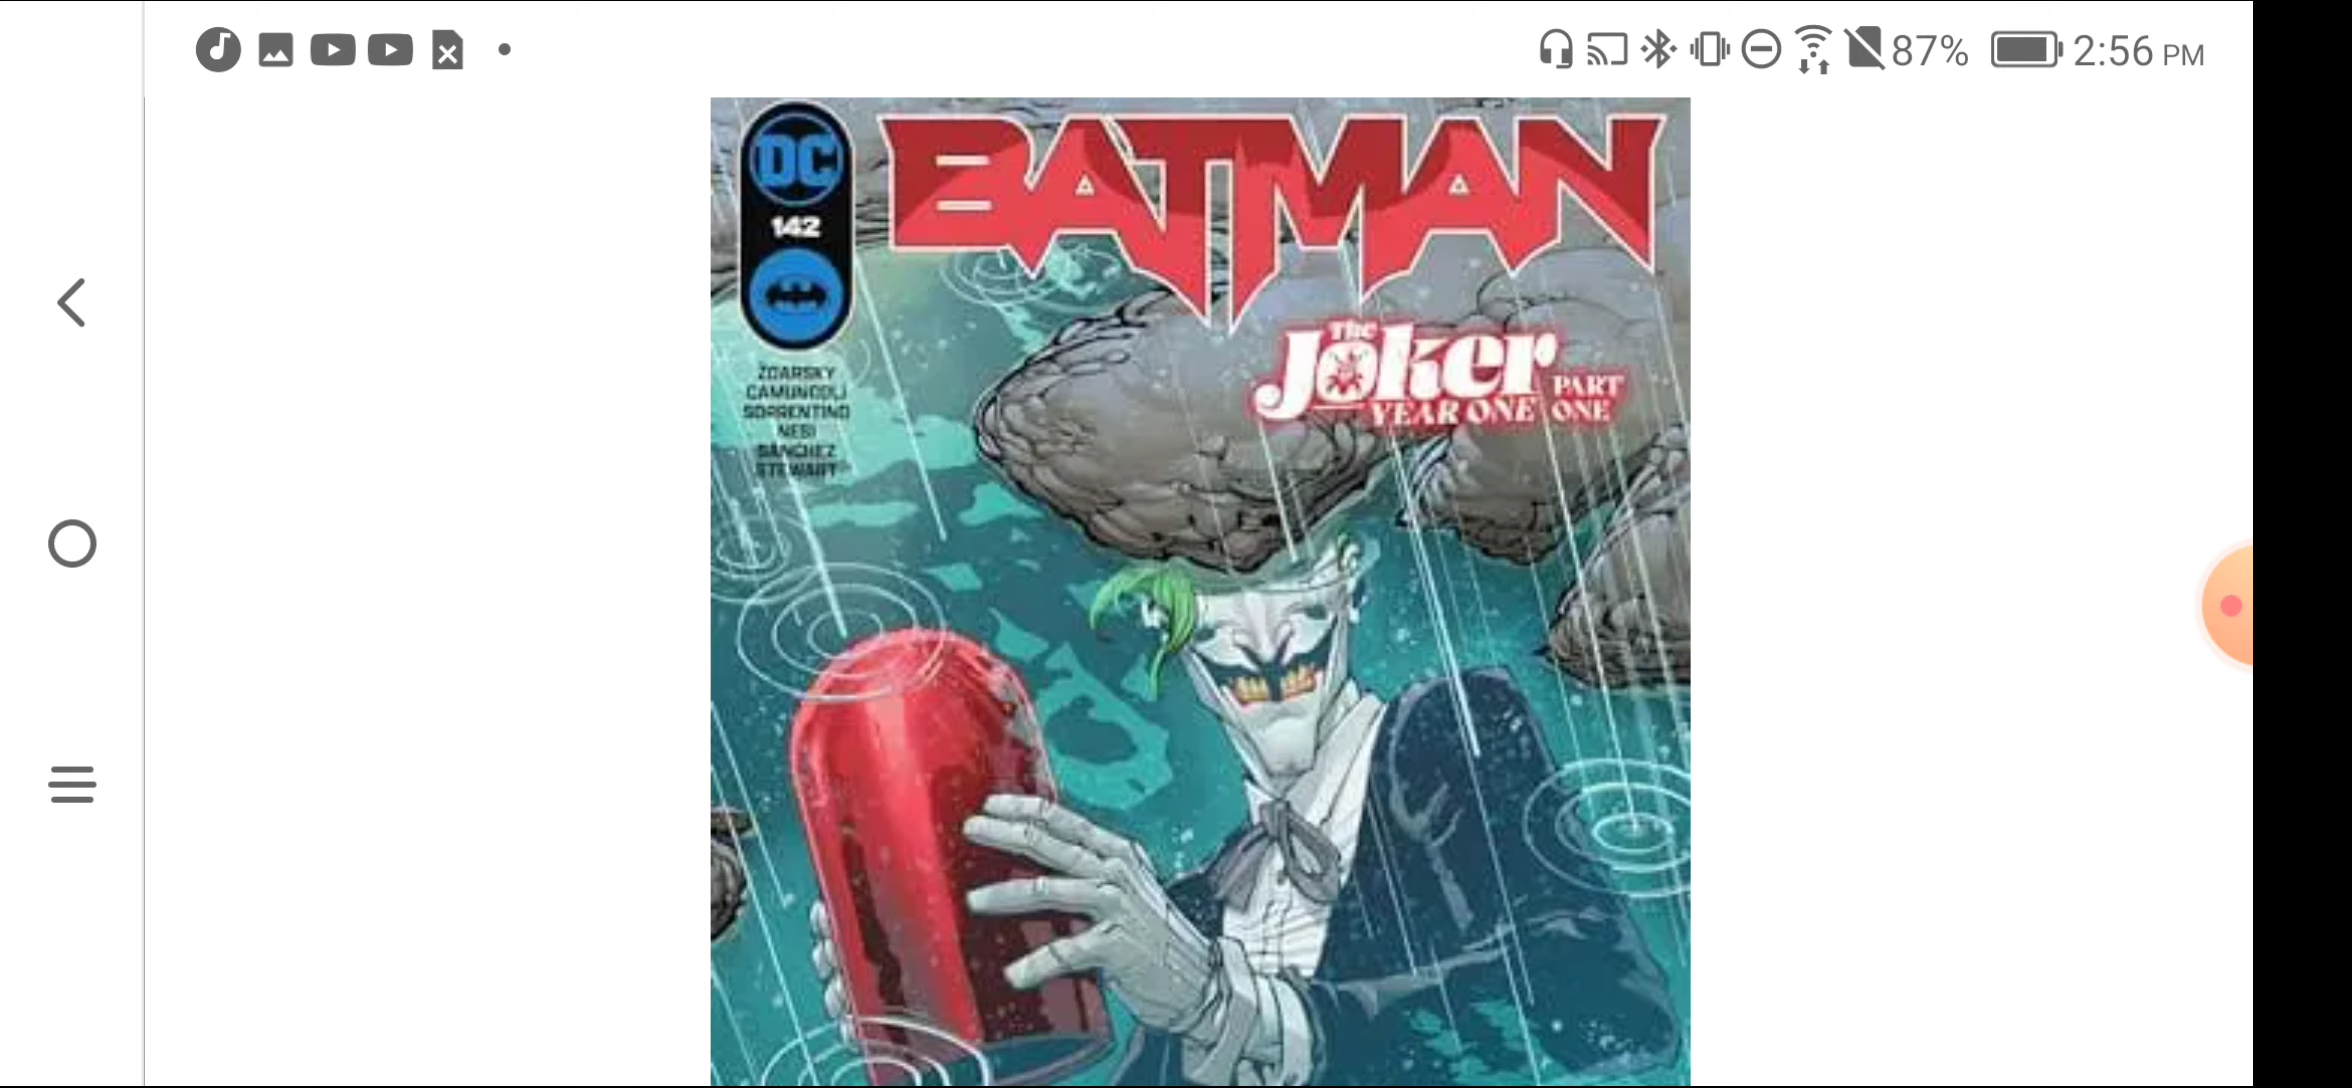 87% 2:56 PM
DC
BATMAN
142
The
Joker
YEAR ONE
PART
ONE
ZDARSKY
CAMUNCOLI
SORRENTINO
NESI
SANCHEZ
STEWART